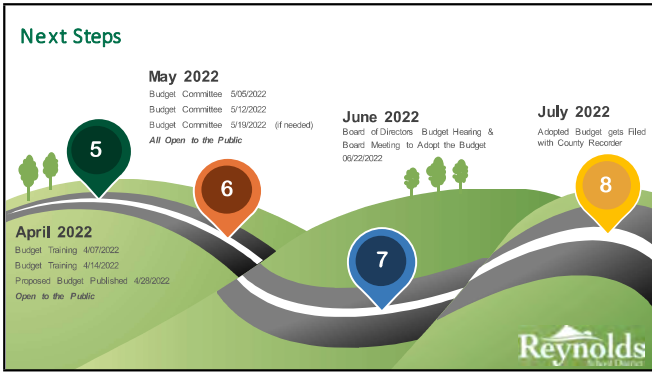 Next Steps
May 2022
Budget Committee 5/05/2022
Budget Committee 5/12/2022
Budget Committee 5/19/2022 (if needed)
All Open to the Public
June 2022
Board of Directors Budget Hearing &
Board Meeting to Adopt the Budget
06/22/2022
July 2022
Adopted Budget gets Filed
with County Recorder
5
6
7
8
April 2022
Budget Training 4/07/2022
Budget Training 4/14/2022
Proposed Budget Published 4/28/2022
Open to the Public
Reynolds
School District